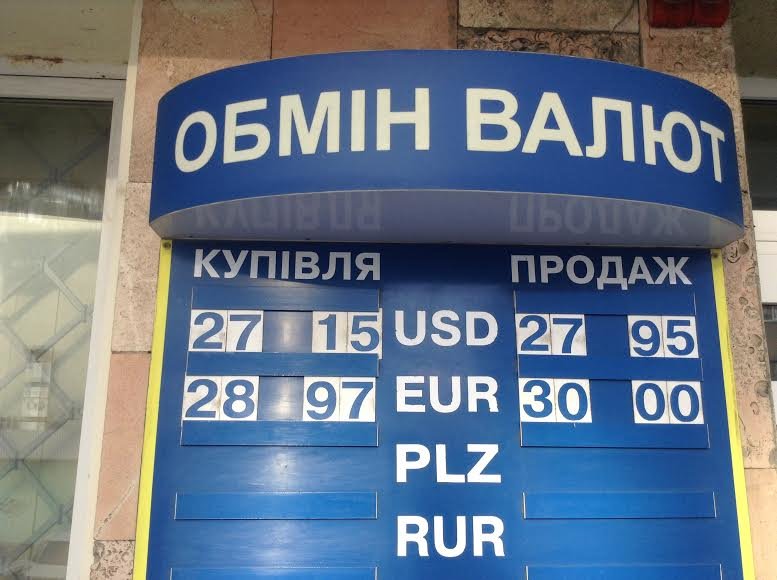 ОБМІН ВАЛЮТ
КУПІВЛЯ ПРОДАЖ
27 15 USD 27 95
28 97 EUR 30 00
PLZ
RUR